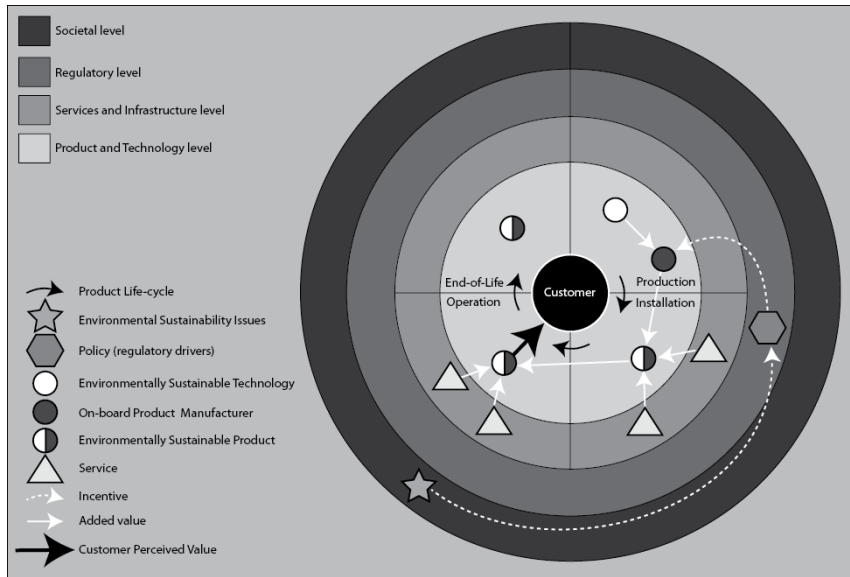 Societal level
Regulatory level
Services and Infrastructure level
Product and Technology level
End-of-Life
Operation
Customer
Production
Installation
Product Life-cycle
Environmental Sustainability Issues
Policy (regulatory drivers)
Environmentally Sustainable Technology
On-board Product Manufacturer
Environmentally Sustainable Product
Service
Incentive
Added value
Customer Perceived Value